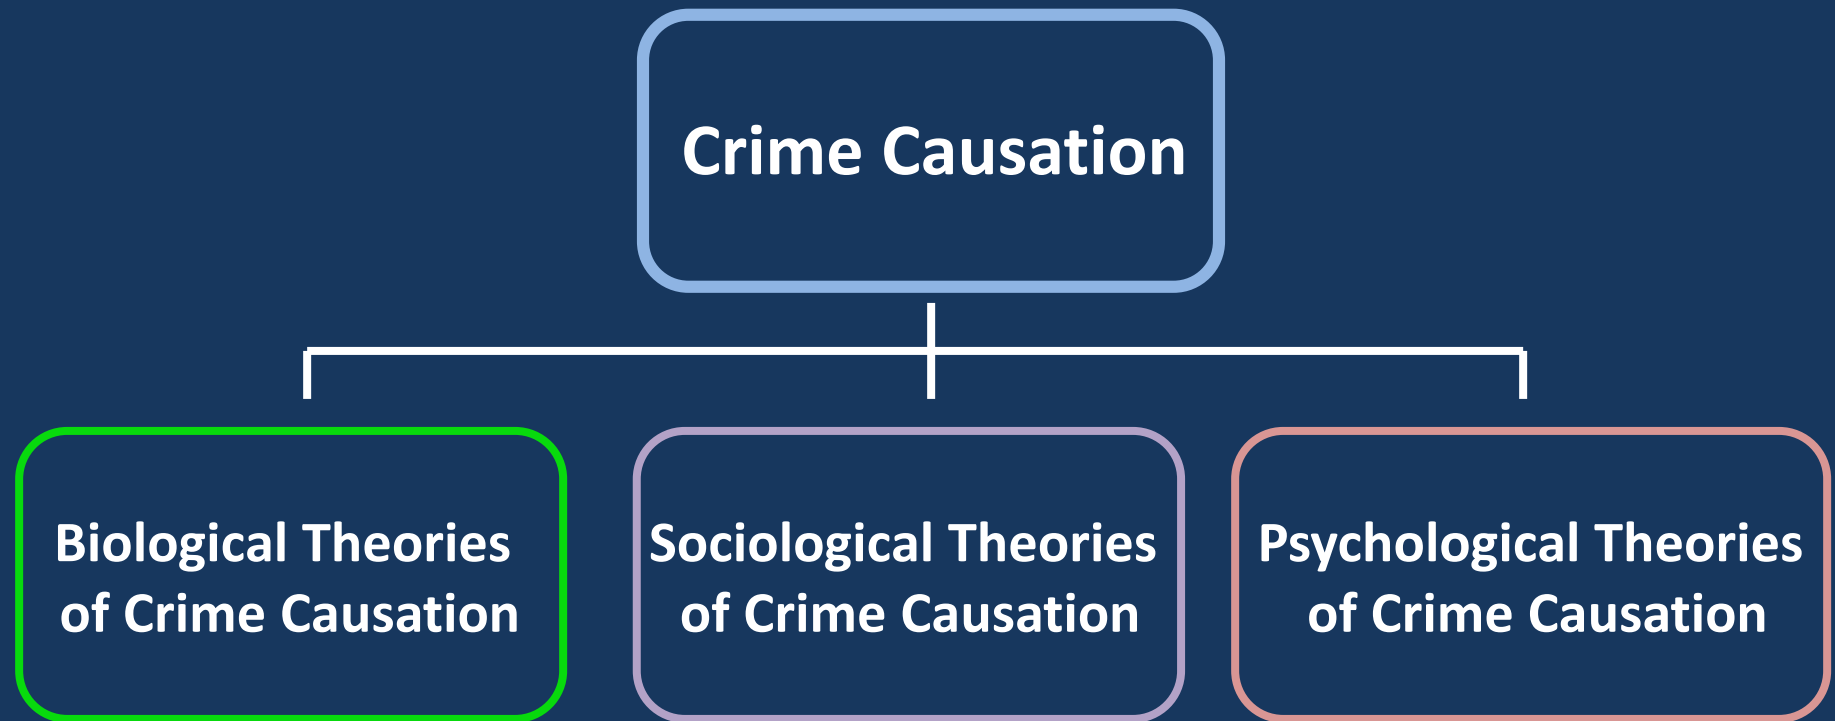 Crime Causation
Biological Theories
of Crime Causation
Sociological Theories
of Crime Causation
Psychological Theories
of Crime Causation